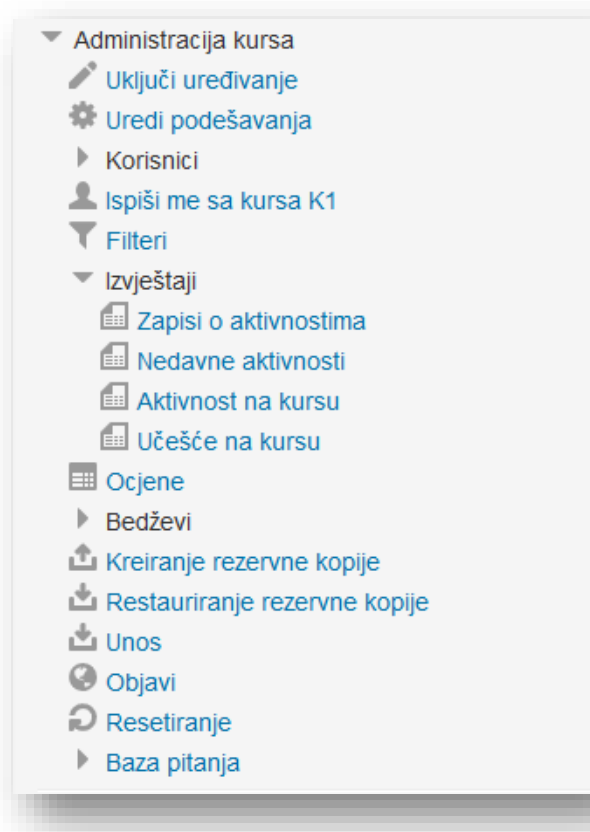 Administracija kursa
Uključi uređivanje
Uredi podešavanja
Korisnici
Ispiši me sa kursa K1
Filteri
Izvještaji
Zapisi o aktivnostima
Nedavne aktivnosti
Aktivnost na kursu
Učešće na kursu
Ocjene
Bedževi
Kreiranje rezervne kopije
Restauriranje rezervne kopije
Unos
Objavi
Resetiranje
Baza pitanja